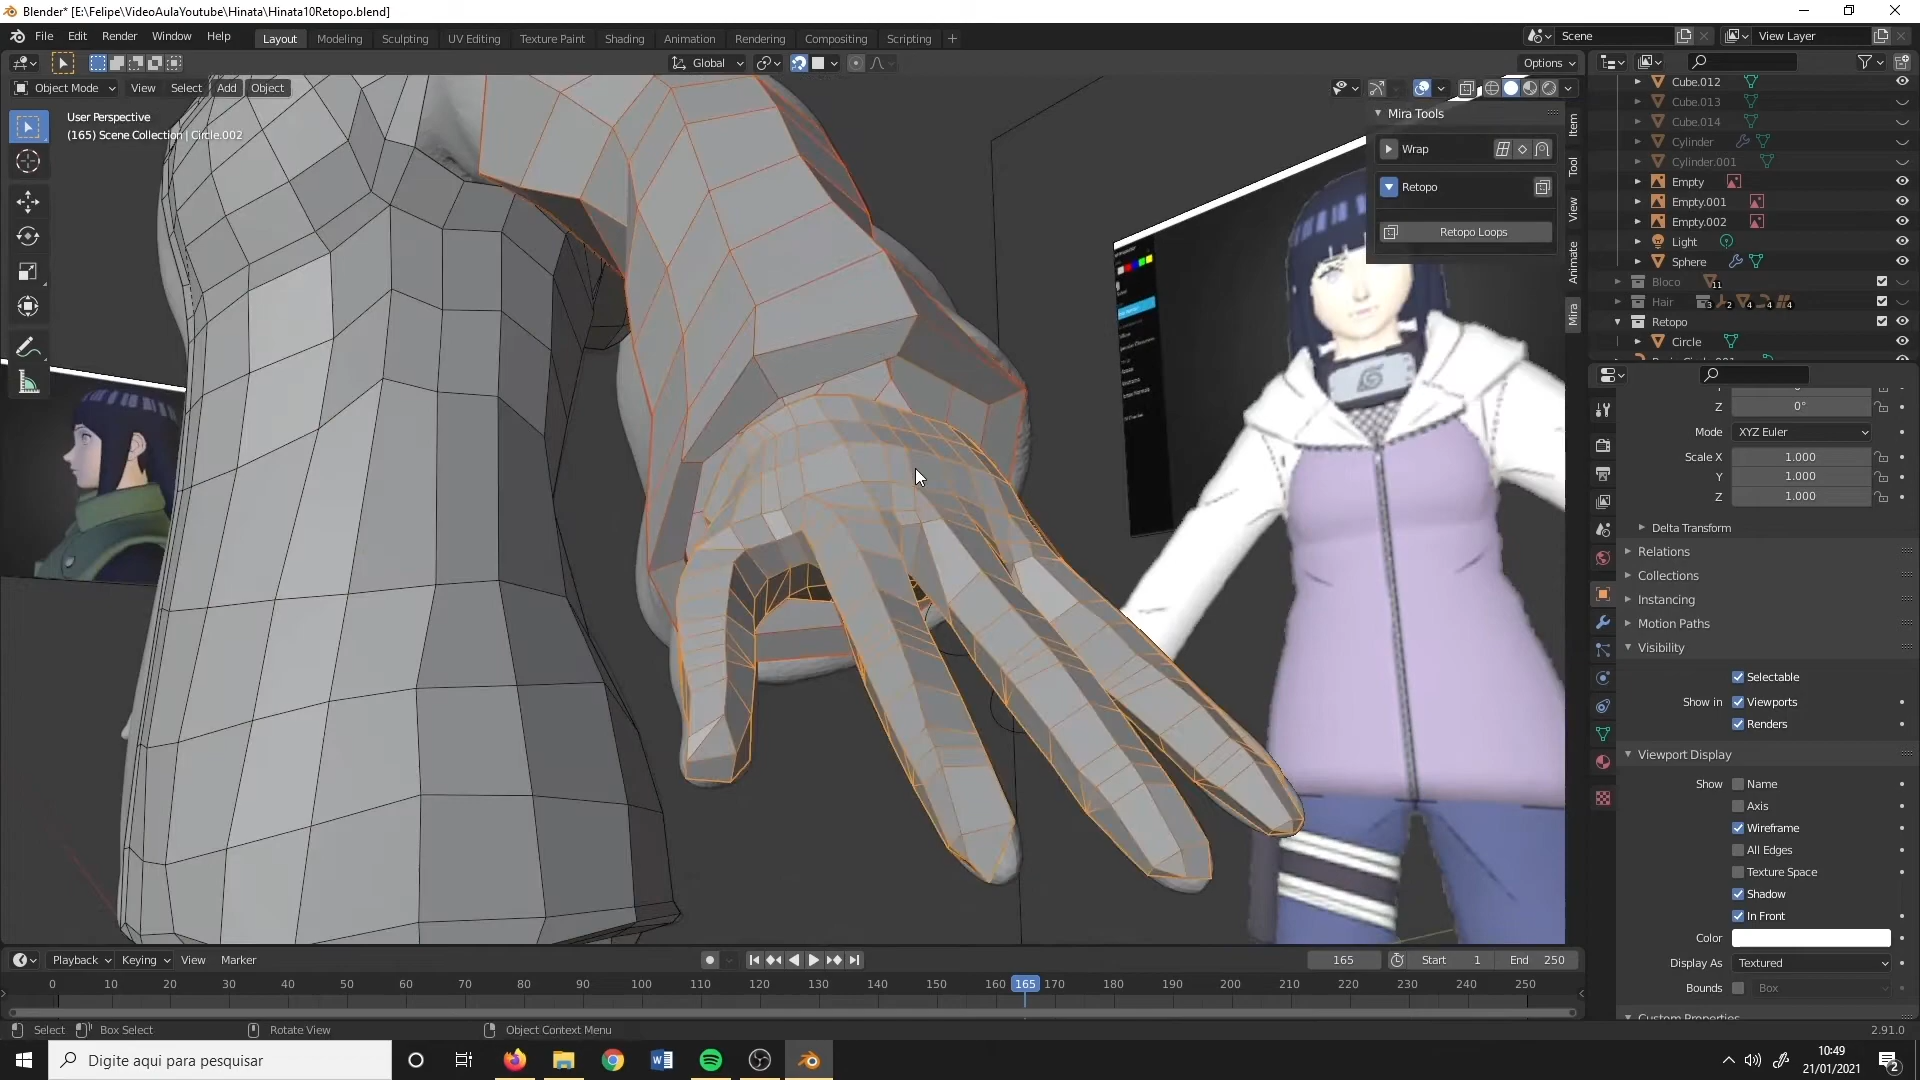 Blender* [E:\Felipe\VideoAulaYoutube\Hinata\Hinata10Retopo.blend]
File Edit Render Window Help
Layout Modeling Sculpting UV Editing Texture Paint Shading Animation Rendering Compositing Scripting +
Scene
View Layer
Global
Options
Object Mode View Select Add Object
User Perspective
(165) Scene Collection | Circle.002
Mira Tools
Wrap
Retopo
Retopo Loops
Item
Tool
View
Animate
Mira
Cube.012
Cube.013
Cube.014
Cylinder
Cylinder.001
Empty
Empty.001
Empty.002
Light
Sphere
Bloco 11
Hair 3 2 4 4 4
Retopo
Circle
Z 0°
Mode XYZ Euler
Scale X 1.000
Y 1.000
Z 1.000
Delta Transform
Relations
Collections
Instancing
Motion Paths
Visibility
Selectable
Show in Viewports
Renders
Viewport Display
Show Name
Axis
Wireframe
All Edges
Texture Space
Shadow
In Front
Color
Display As Textured
Bounds Box
Custom Properties
Playback Keying View Marker
165 Start 1 End 250
0 10 20 30 40 50 60 70 80 90 100 110 120 130 140 150 160 165 170 180 190 200 210 220 230 240 250
Select Box Select Rotate View Object Context Menu
2.91.0
Digite aqui para pesquisar
10:49
21/01/2021
2